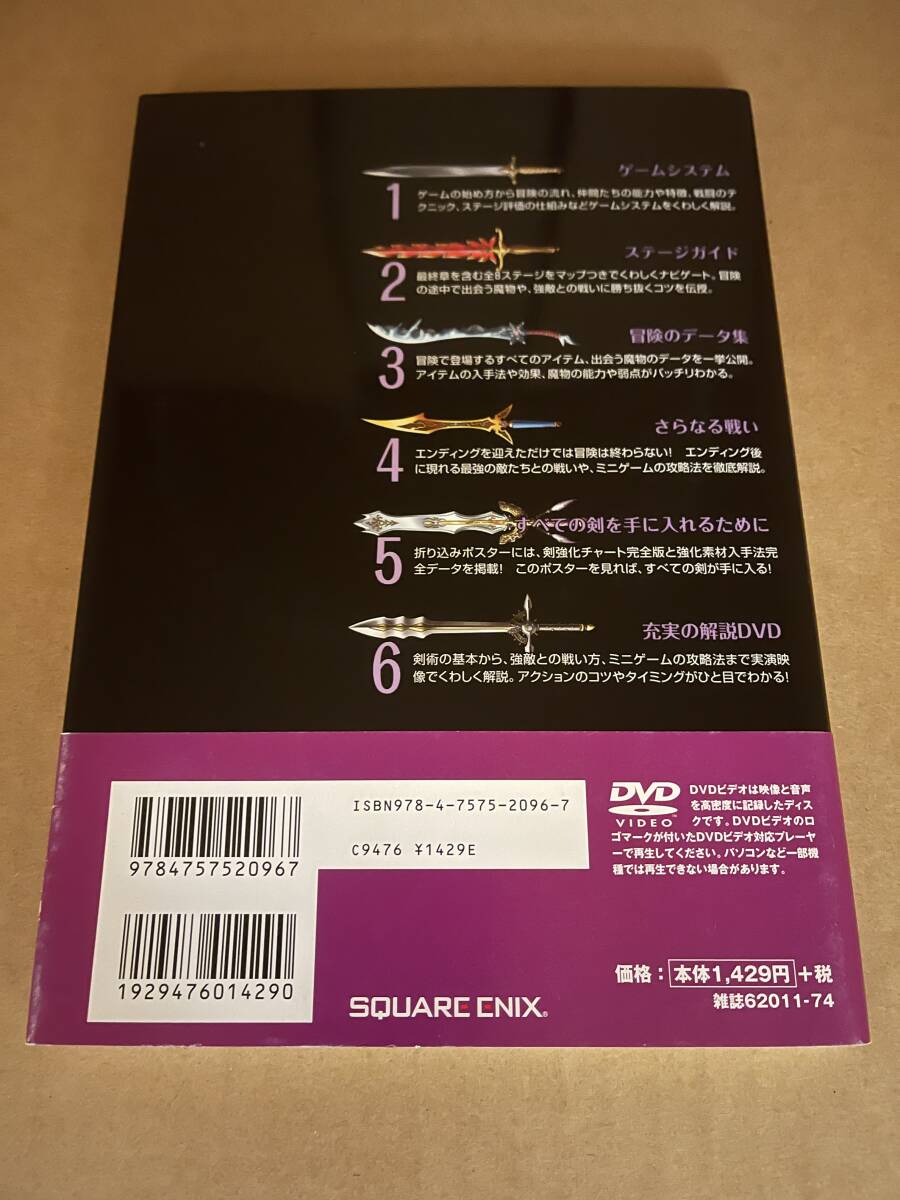 ゲームシステム
1
ゲームの始め方から冒険の流れ、仲間たちの能力や特徴、戦闘のテ
クニック、ステージ評価の仕組みなどゲームシステムをくわしく解説。
ステージガイド
2
最終章を含む全8ステージをマップつきでくわしくナビゲート。冒険
の途中で出会う魔物や、強敵との戦いに勝ち抜くコツを伝授。
冒険のデータ集
3
冒険で登場するすべてのアイテム、出会う魔物のデータを一挙公開。
アイテムの入手法や効果、魔物の能力や弱点がバッチリわかる。
さらなる戦い
4
エンディングを迎えただけでは冒険は終わらない! エンディング後
に現れる最強の敵たちとの戦いや、ミニゲームの攻略法を徹底解説。
すべての剣を手に入れるために
5
折り込みポスターには、剣強化チャート完全版と強化素材入手法完
全データを掲載! このポスターを見れば、すべての剣が手に入る!
充実の解説DVD
6
剣術の基本から、強敵との戦い方、ミニゲームの攻略法まで実演映
像でくわしく解説。アクションのコツやタイミングがひと目でわかる!
9784757520967
ISBN978-4-7575-2096-7
C9476 ¥1429E
1929476014290
DVD
VIDEO
DVDビデオは映像と音声
を高密度に記録したディス
クです。DVDビデオのロ
ゴマークが付いたDVDビデオ対応プレーヤ
ーで再生してください。パソコンなど一部機
種では再生できない場合があります。
SQUARE ENIX®
価格:本体1,429円+税
雑誌62011-74